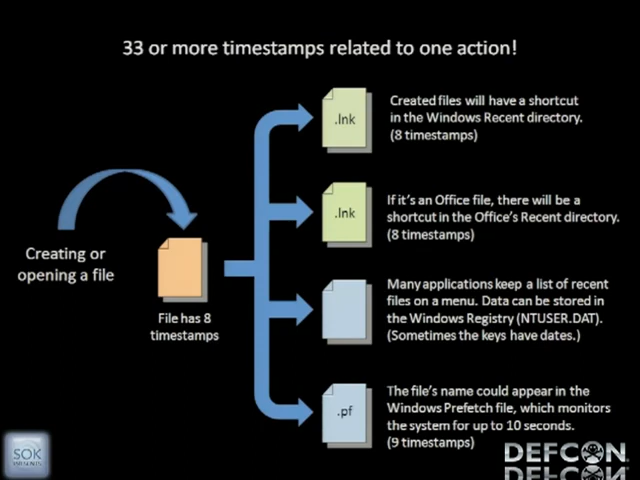 33 or more timestamps related to one action!
.lnk
Created files will have a shortcut
in the Windows Recent directory.
(8 timestamps)
.lnk
If it's an Office file, there will be a
shortcut in the Office's Recent directory.
(8 timestamps)
Creating or
opening a file
File has 8
timestamps
Many applications keep a list of recent
files on a menu. Data can be stored in
the Windows Registry (NTUSER.DAT).
(Sometimes the keys have dates.)
.pf
The file's name could appear in the
Windows Prefetch file, which monitors
the system for up to 10 seconds.
(9 timestamps)
SOK
DEFCON